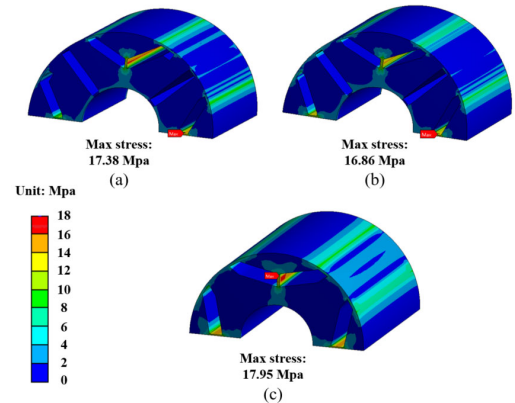 Max stress:
17.38 Mpa
(a)
Max stress:
16.86 Mpa
(b)
Unit: Mpa
18
16
14
12
10
8
6
4
2
0
Max stress:
17.95 Mpa
(c)